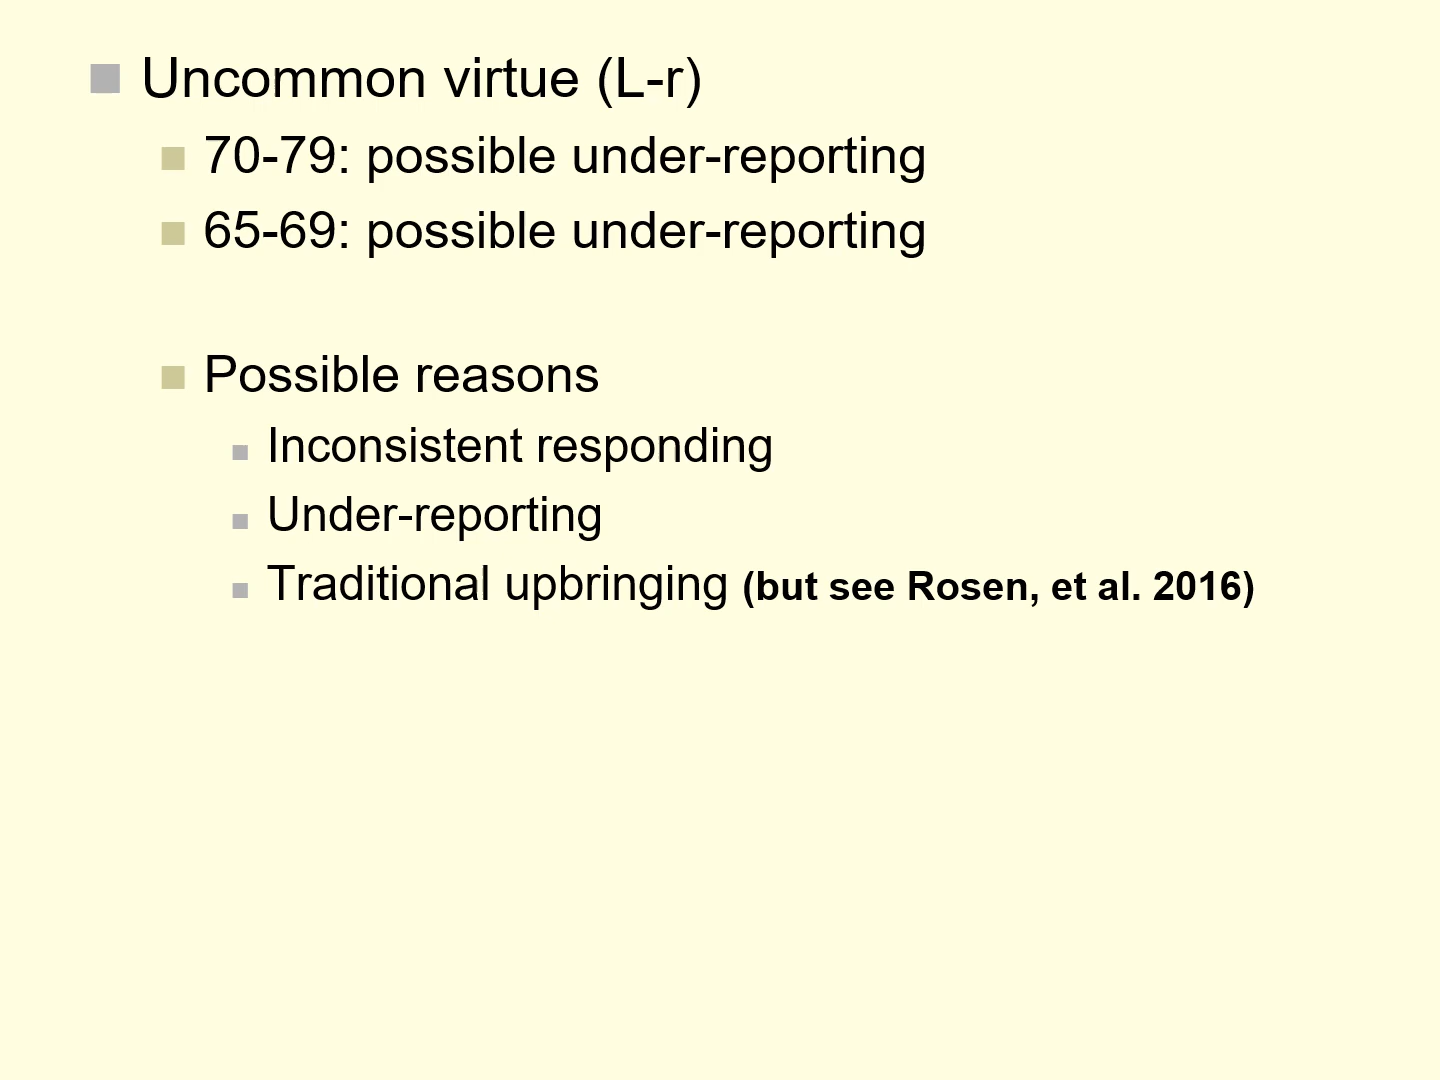 Uncommon virtue (L-r)
70-79: possible under-reporting
65-69: possible under-reporting
Possible reasons
Inconsistent responding
Under-reporting
Traditional upbringing (but see Rosen, et al. 2016)